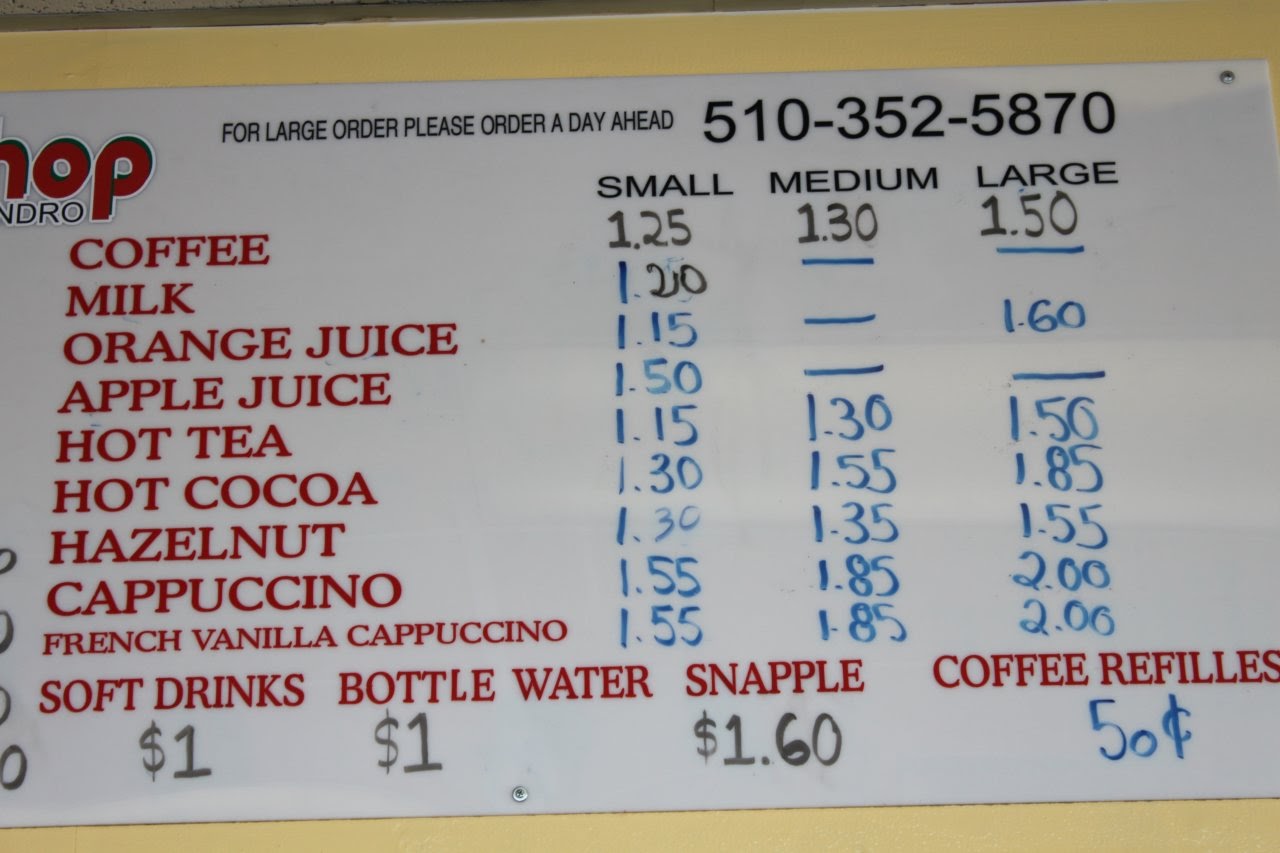 FOR LARGE ORDER PLEASE ORDER A DAY AHEAD 510-352-5870
hop
NDRO
SMALL MEDIUM LARGE
COFFEE 1.25 1.30 1.50
MILK 1.20 — —
ORANGE JUICE 1.15 — 1.60
APPLE JUICE 1.50 — —
HOT TEA 1.15 1.30 1.50
HOT COCOA 1.30 1.55 1.85
HAZELNUT 1.30 1.35 1.55
CAPPUCCINO 1.55 1.85 2.00
FRENCH VANILLA CAPPUCCINO 1.55 1.85 2.00
SOFT DRINKS BOTTLE WATER SNAPPLE COFFEE REFILLES
$1 $1 $1.60 50¢